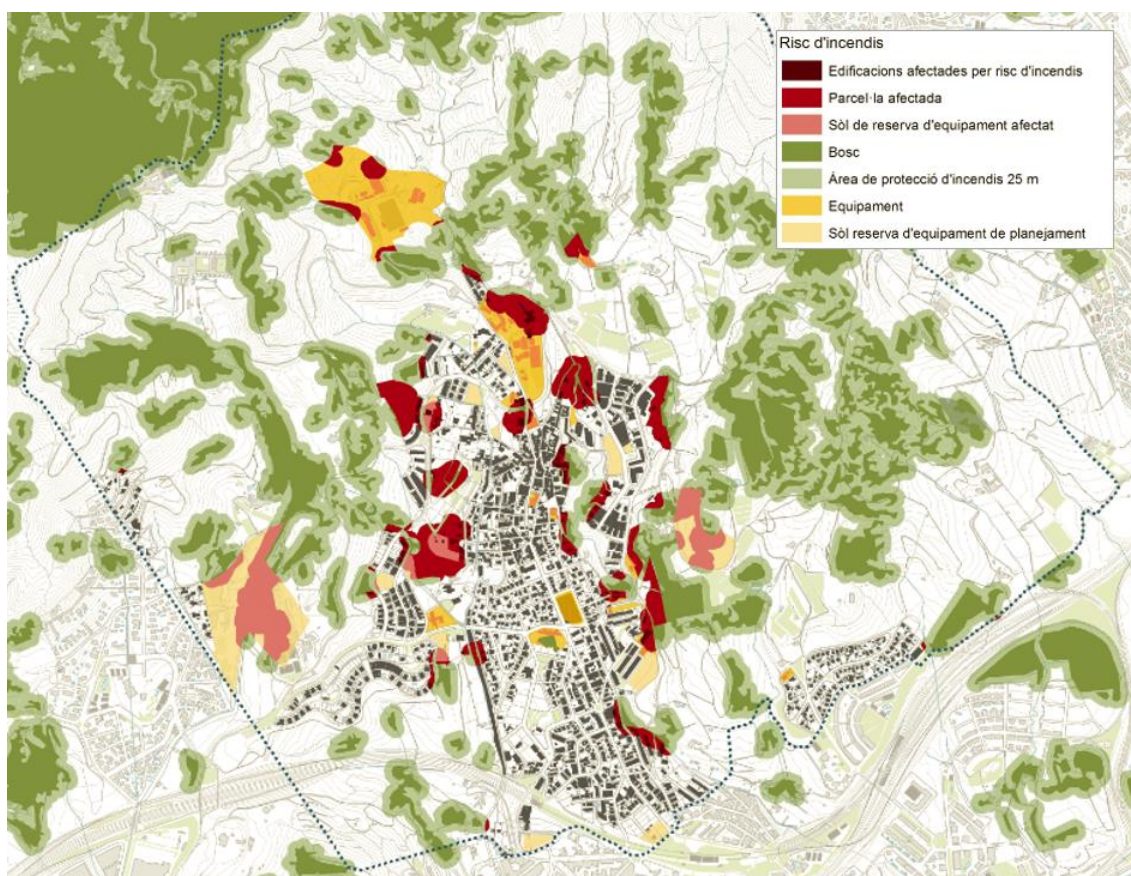 Risc d'incendis
Edificacions afectades per risc d'incendis
Parcel·la afectada
Sòl de reserva d'equipament afectat
Bosc
Àrea de protecció d'incendis 25 m
Equipament
Sòl reserva d'equipament de planejament